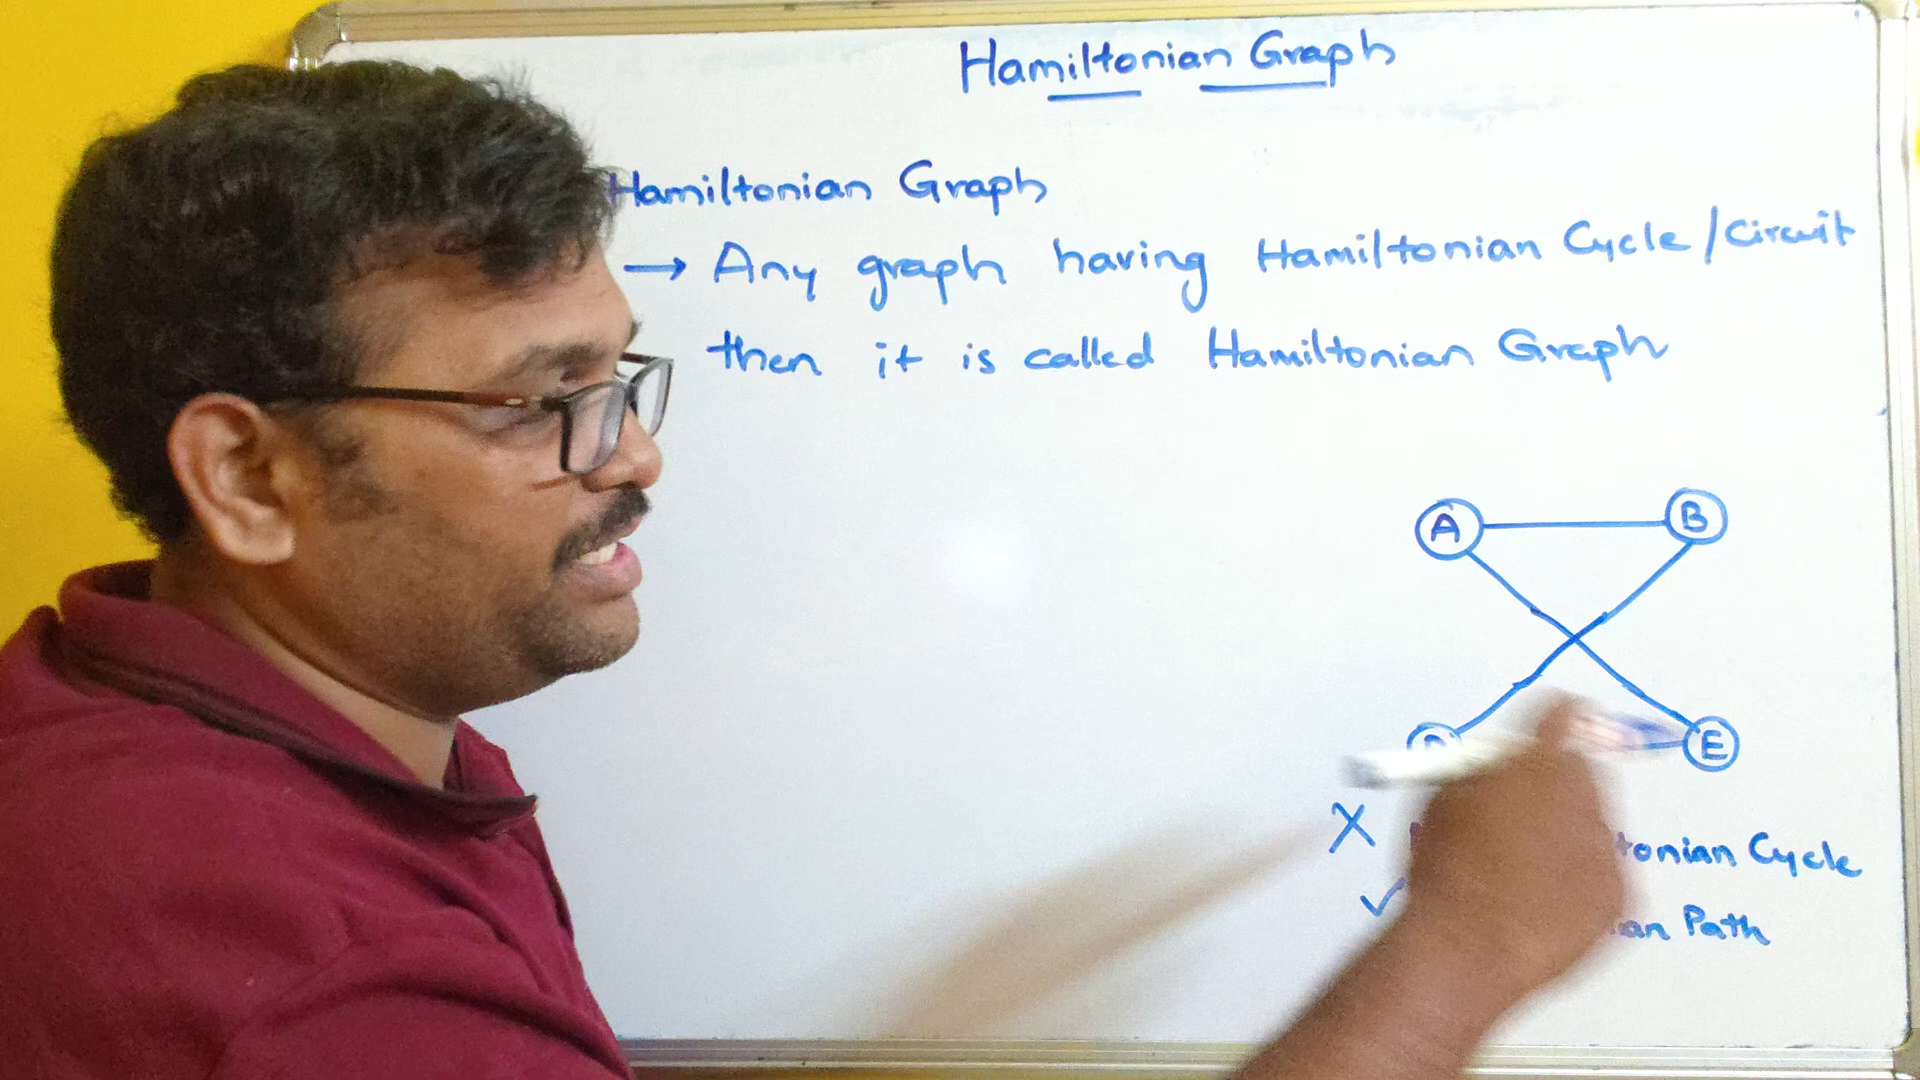 Hamiltonian Graph
Hamiltonian Graph
→ Any graph having Hamiltonian Cycle/Circuit
then it is called Hamiltonian Graph
A B
E
X tonian Cycle
✓ an Path